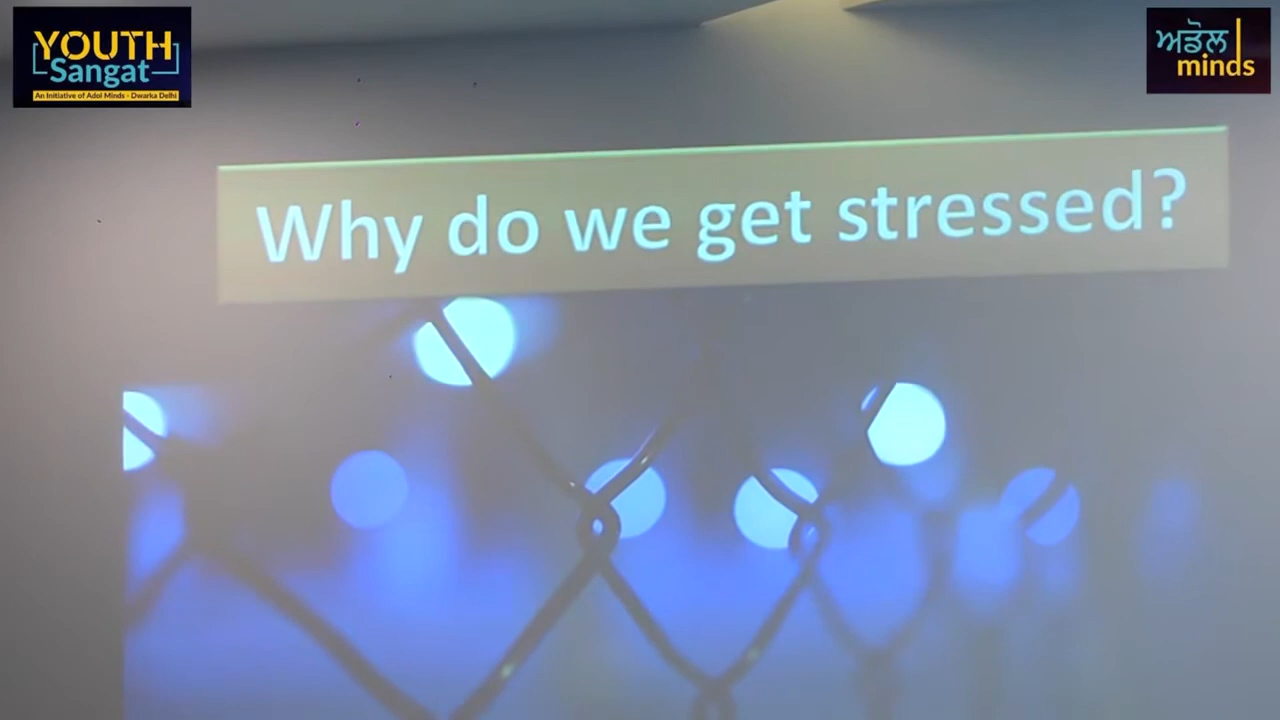 YOUTH
Sangat
An Initiative of Adol Minds - Dwarka Delhi
ਅਡੋਲ
minds
Why do we get stressed?